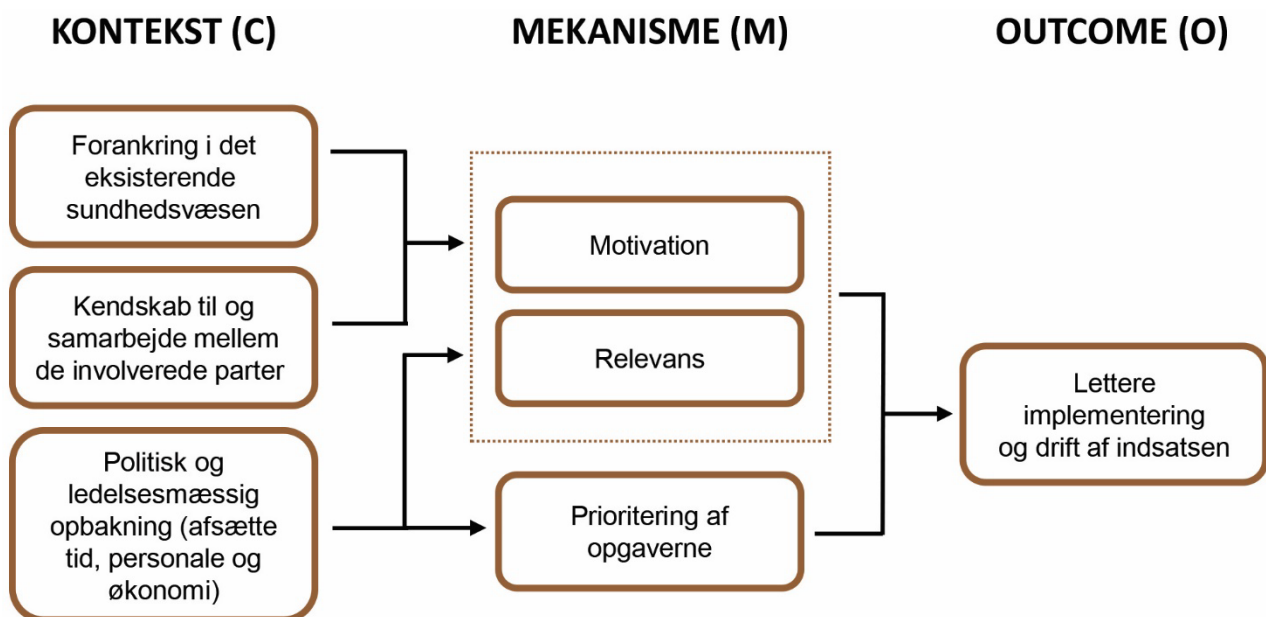 KONTEKST (C)
MEKANISME (M)
OUTCOME (O)
Forankring i det
eksisterende
sundhedsvæsen
Kendskab til og
samarbejde mellem
de involverede parter
Politisk og
ledelsesmæssig
opbakning (afsætte
tid, personale og
økonomi)
Motivation
Relevans
Prioritering af
opgaverne
Lettere
implementering
og drift af indsatsen